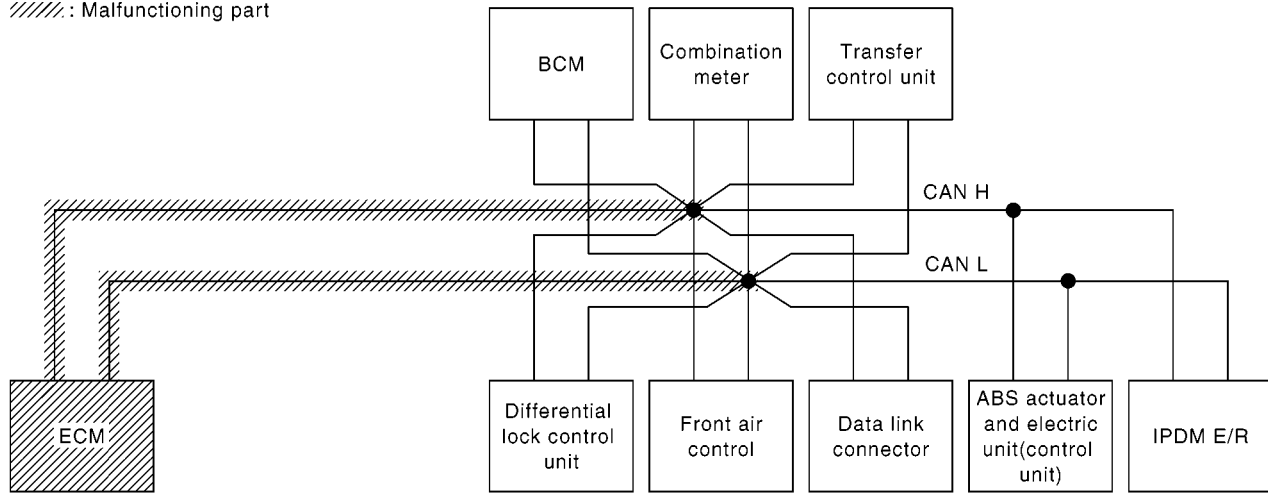 : Malfunctioning part
BCM
Combination
meter
Transfer
control unit
CAN H
CAN L
ECM
Differential
lock control
unit
Front air
control
Data link
connector
ABS actuator
and electric
unit(control
unit)
IPDM E/R